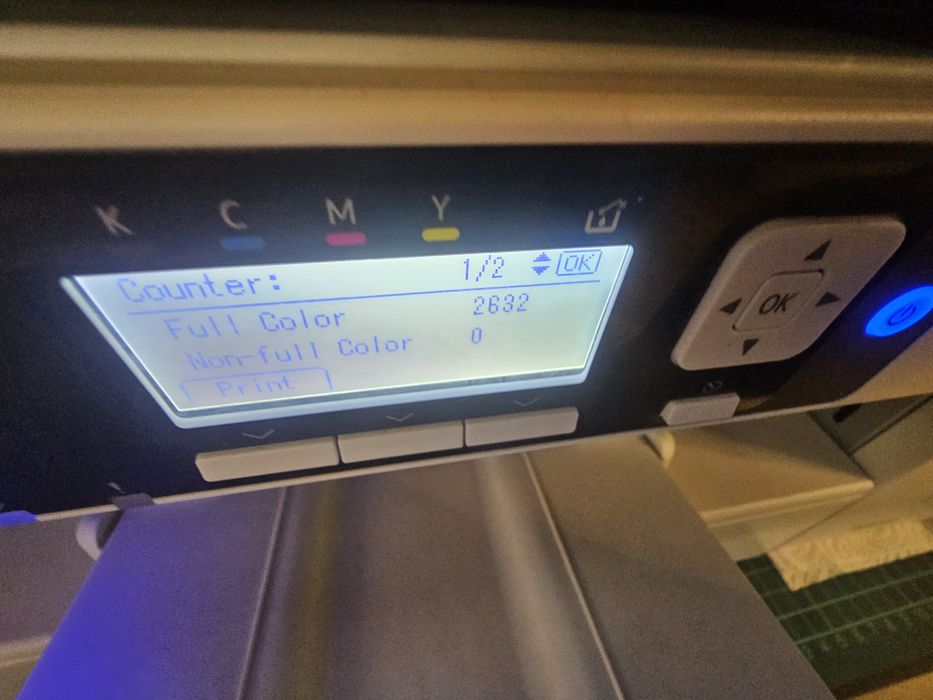 K C M Y
Counter: 1/2 OK
Full Color 2632
Non-full Color 0
Print
OK